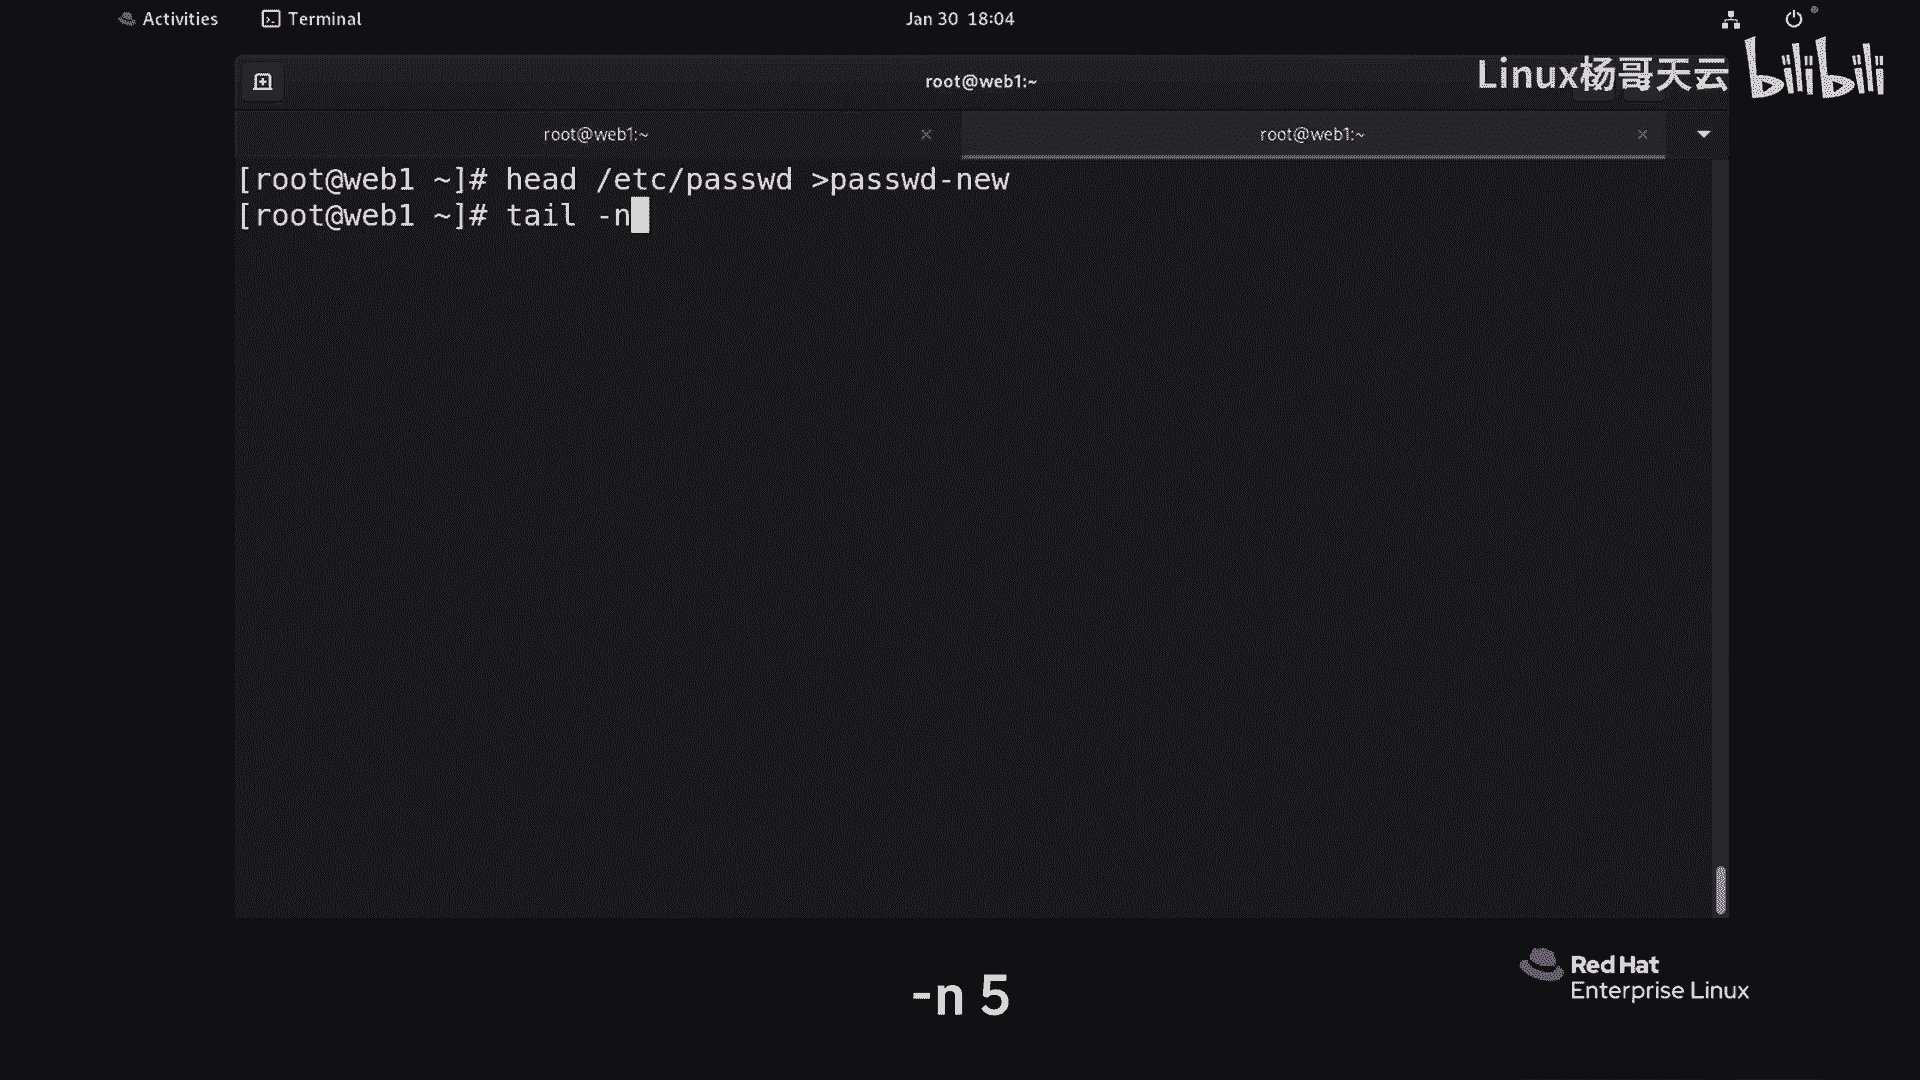 Activities Terminal Jan 30 18:04
root@web1:~
Linux杨哥天云 bilibili
root@web1:~ root@web1:~
[root@web1 ~]# head /etc/passwd >passwd-new
[root@web1 ~]# tail -n
Red Hat
Enterprise Linux
-n 5